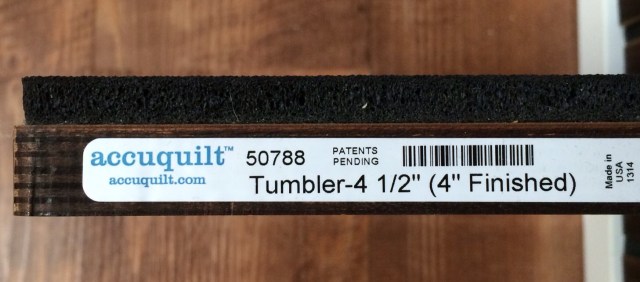 accuquilt™
accuquilt.com
50788
PATENTS
PENDING
Tumbler-4 1/2" (4" Finished)
Made in
USA
1314